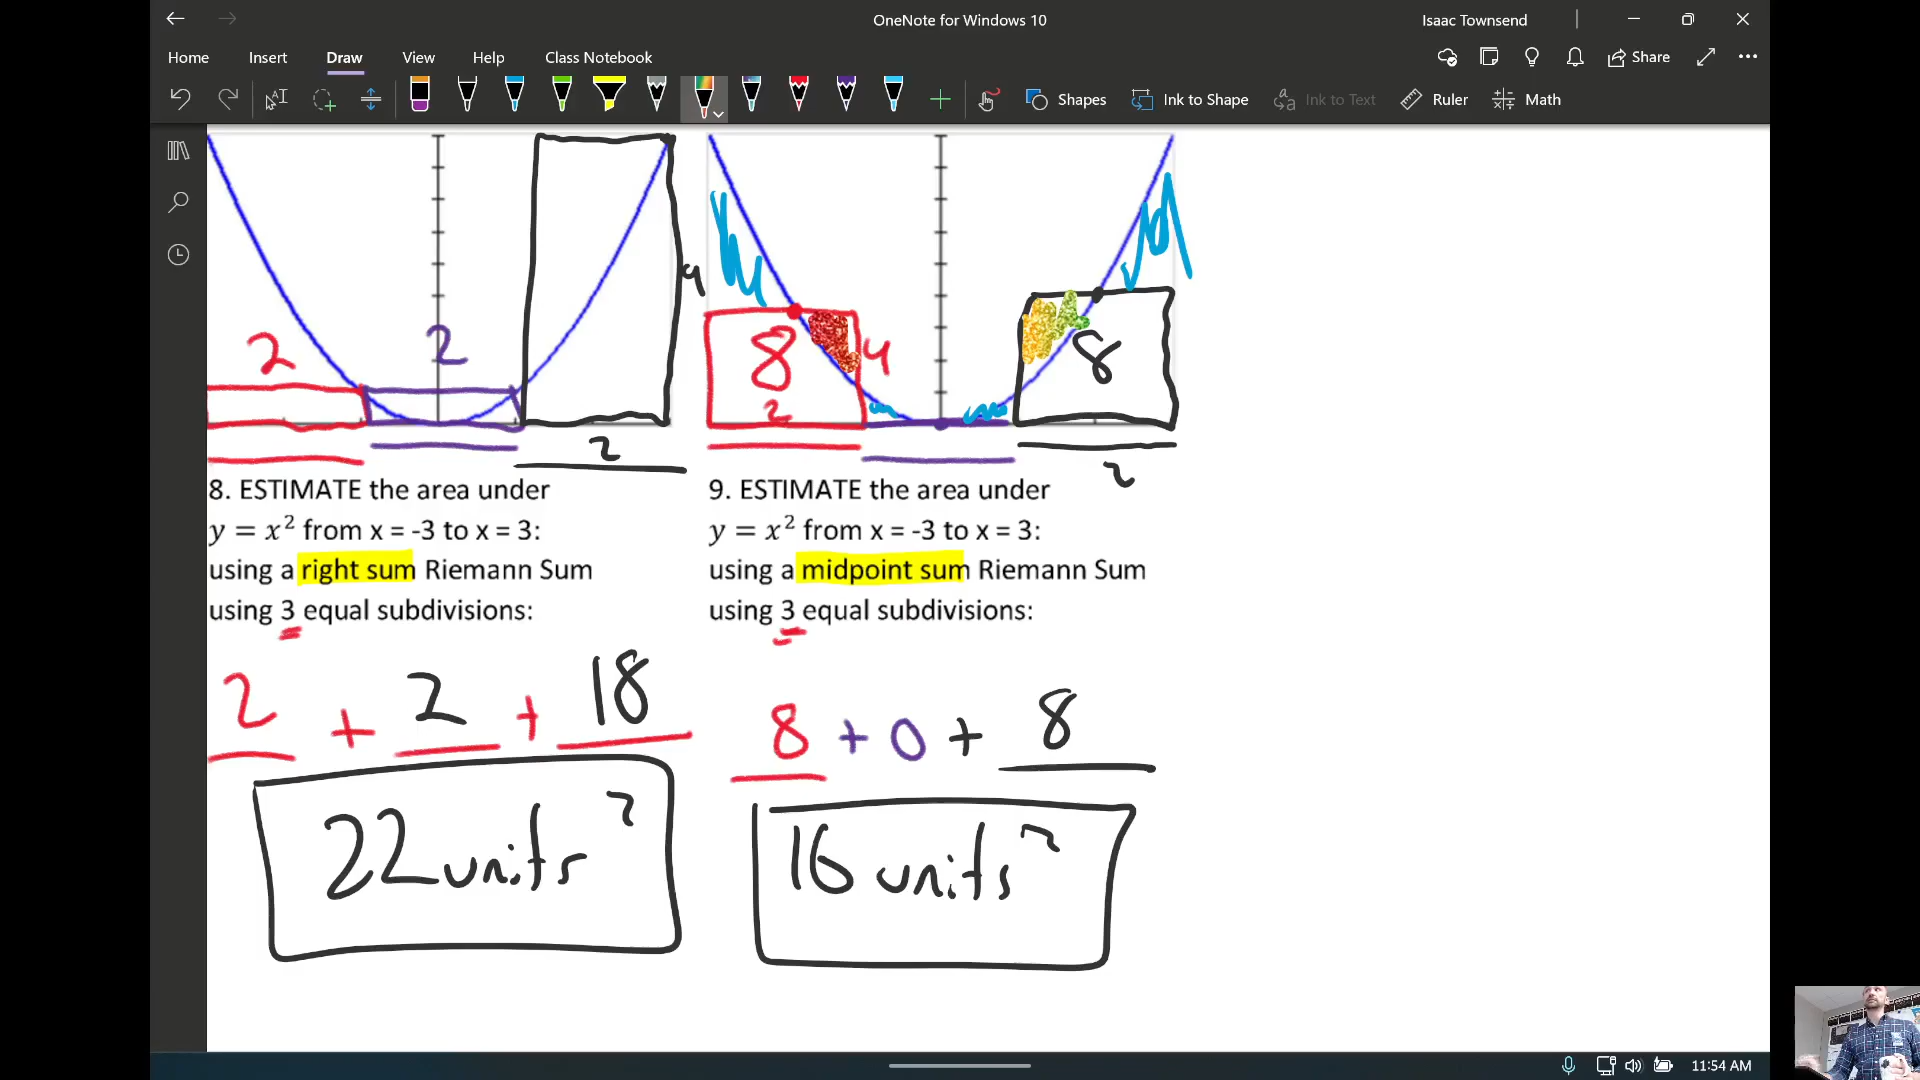 OneNote for Windows 10
Isaac Townsend
Home Insert Draw View Help Class Notebook
Share
Shapes Ink to Shape Ink to Text Ruler Math
2
2
9
2
8
2
4
8
2
8. ESTIMATE the area under
y = x² from x = -3 to x = 3:
using a right sum Riemann Sum
using 3 equal subdivisions:
2 + 2 + 18
22 units²
9. ESTIMATE the area under
y = x² from x = -3 to x = 3:
using a midpoint sum Riemann Sum
using 3 equal subdivisions:
8 + 0 + 8
16 units²
11:54 AM